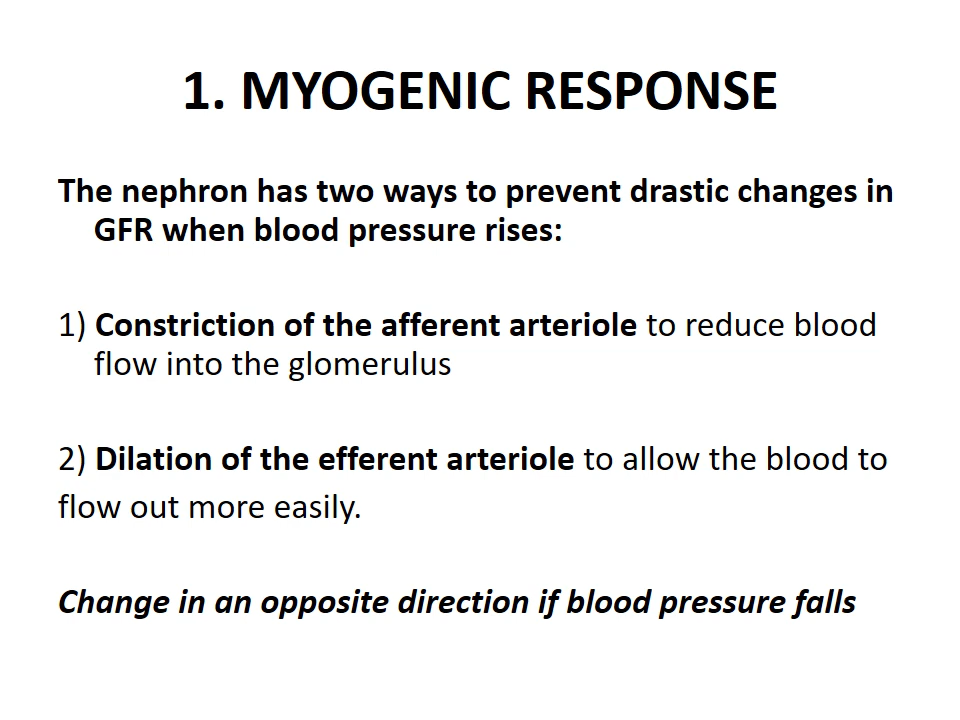 1. MYOGENIC RESPONSE
The nephron has two ways to prevent drastic changes in
GFR when blood pressure rises:
1) Constriction of the afferent arteriole to reduce blood
flow into the glomerulus
2) Dilation of the efferent arteriole to allow the blood to
flow out more easily.
Change in an opposite direction if blood pressure falls